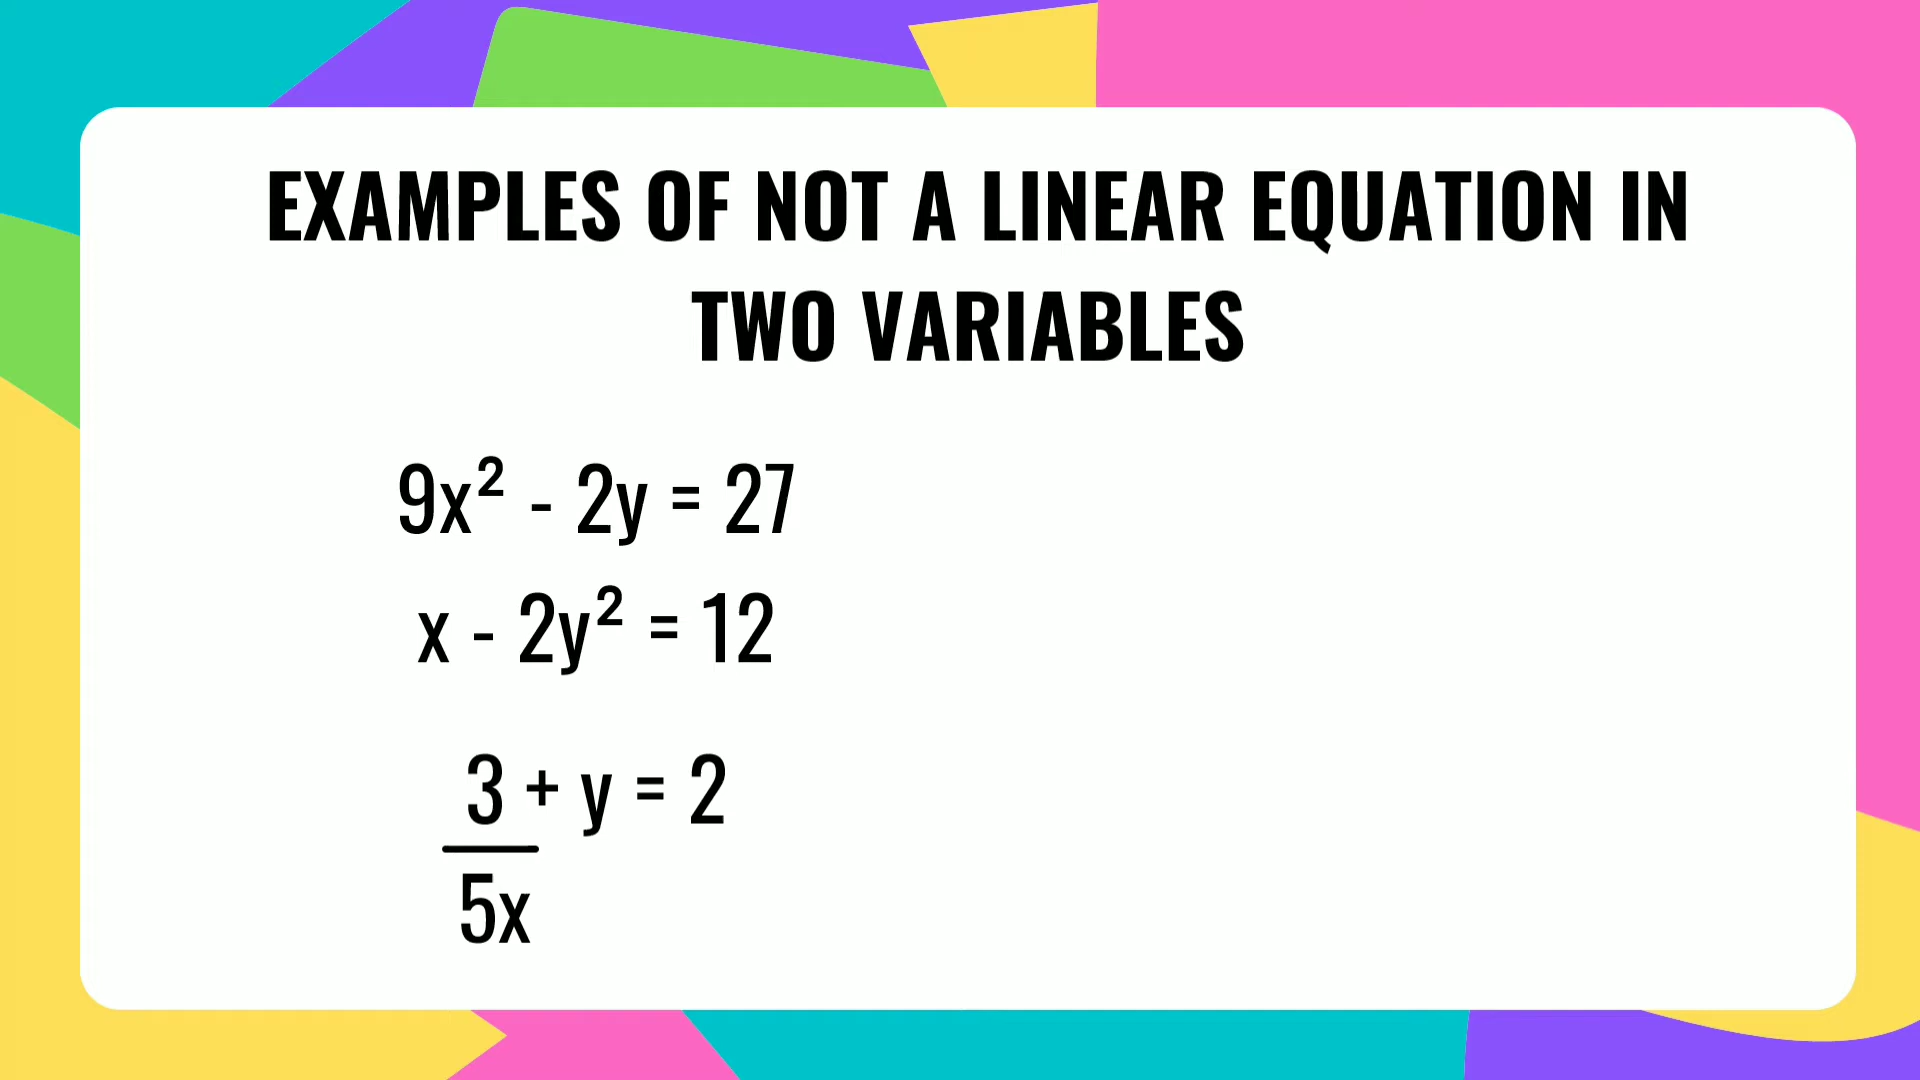 EXAMPLES OF NOT A LINEAR EQUATION IN
TWO VARIABLES
9x² - 2y = 27
x - 2y² = 12
3 + y = 2
5x